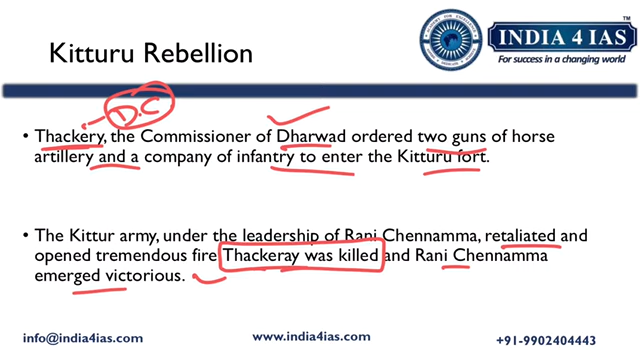 Kitturu Rebellion
INDIA 4 IAS
TM
For success in a changing world
D.C
• Thackery, the Commissioner of Dharwad ordered two guns of horse
artillery and a company of infantry to enter the Kitturu fort.
• The Kittur army, under the leadership of Rani Chennamma, retaliated and
opened tremendous fire Thackeray was killed and Rani Chennamma
emerged victorious.
info@india4ias.com
www.india4ias.com
+91-9902404443